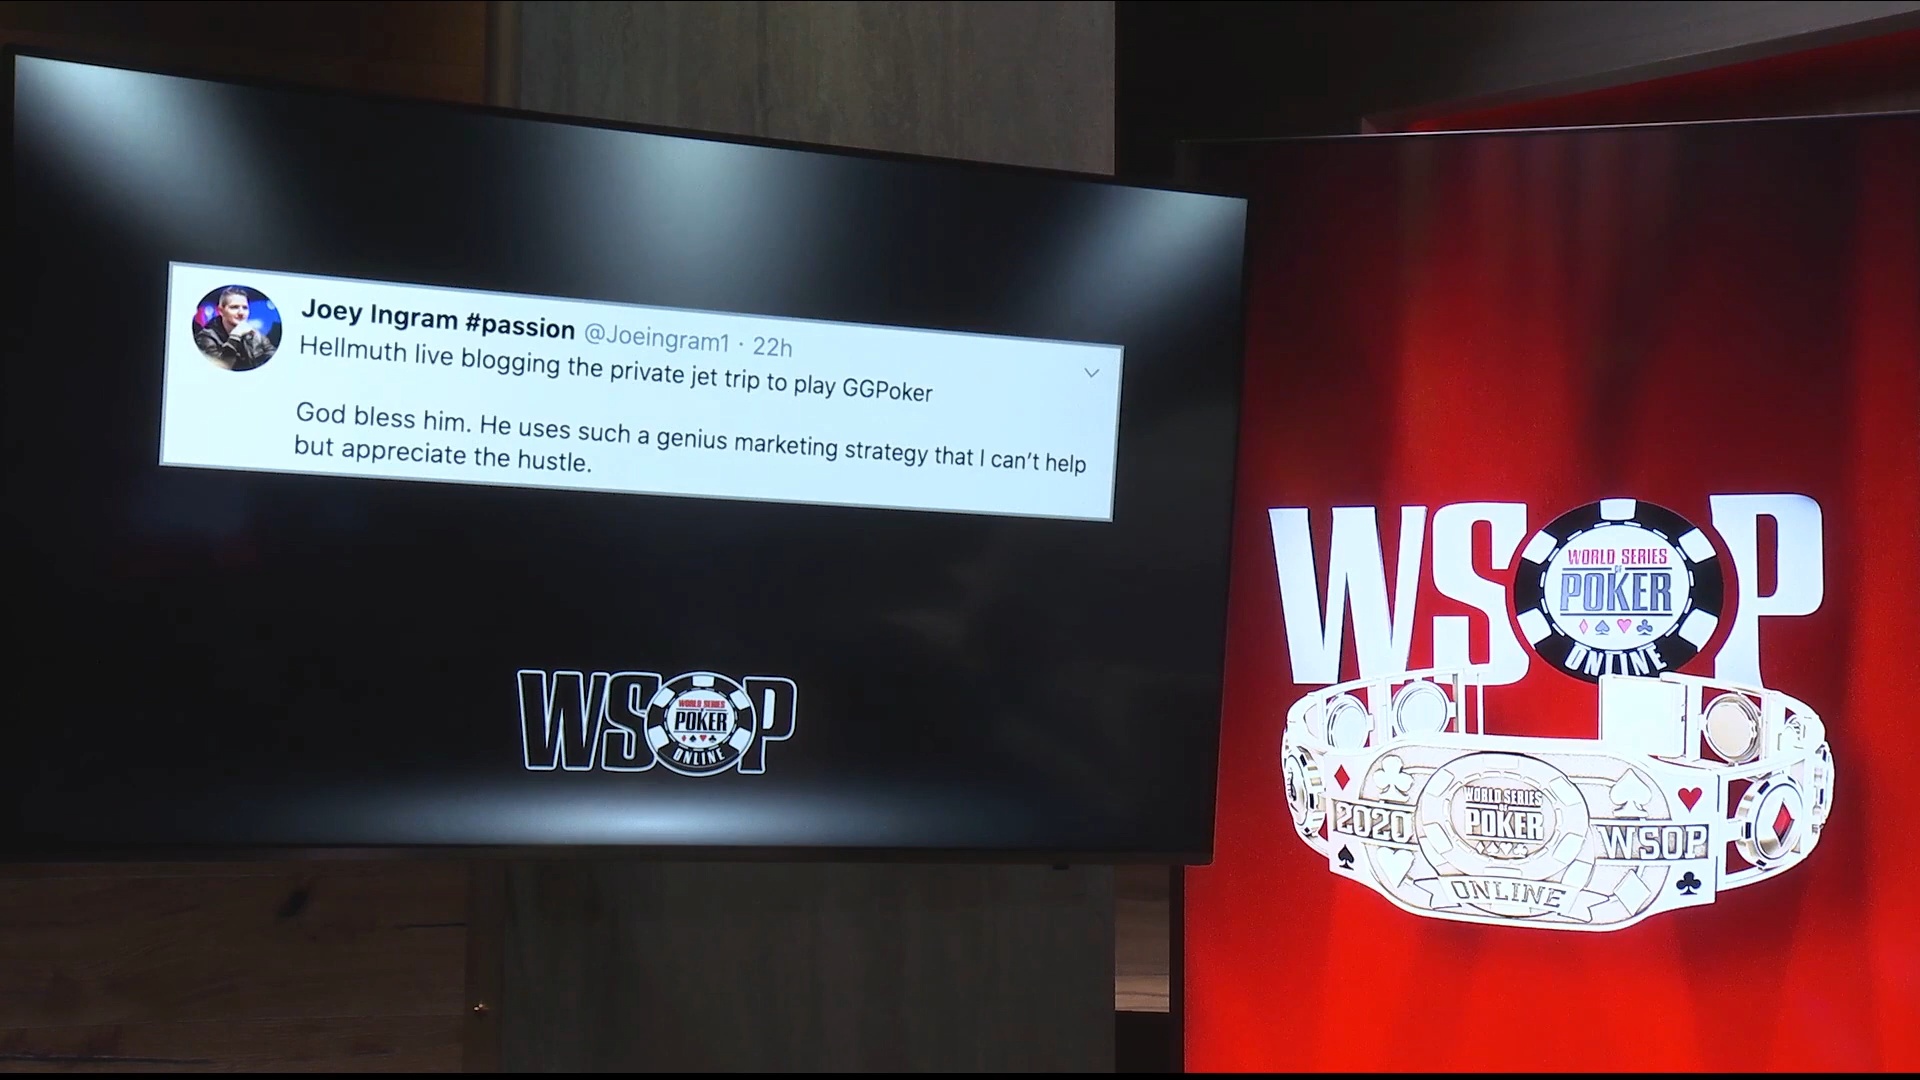 Joey Ingram #passion @Joeingram1 · 22h
Hellmuth live blogging the private jet trip to play GGPoker
God bless him. He uses such a genius marketing strategy that I can't help
but appreciate the hustle.
WSOP
WORLD SERIES
OF
POKER
ONLINE
WSOP
WORLD SERIES
OF
POKER
ONLINE
2020
WORLD SERIES
OF
POKER
WSOP
ONLINE